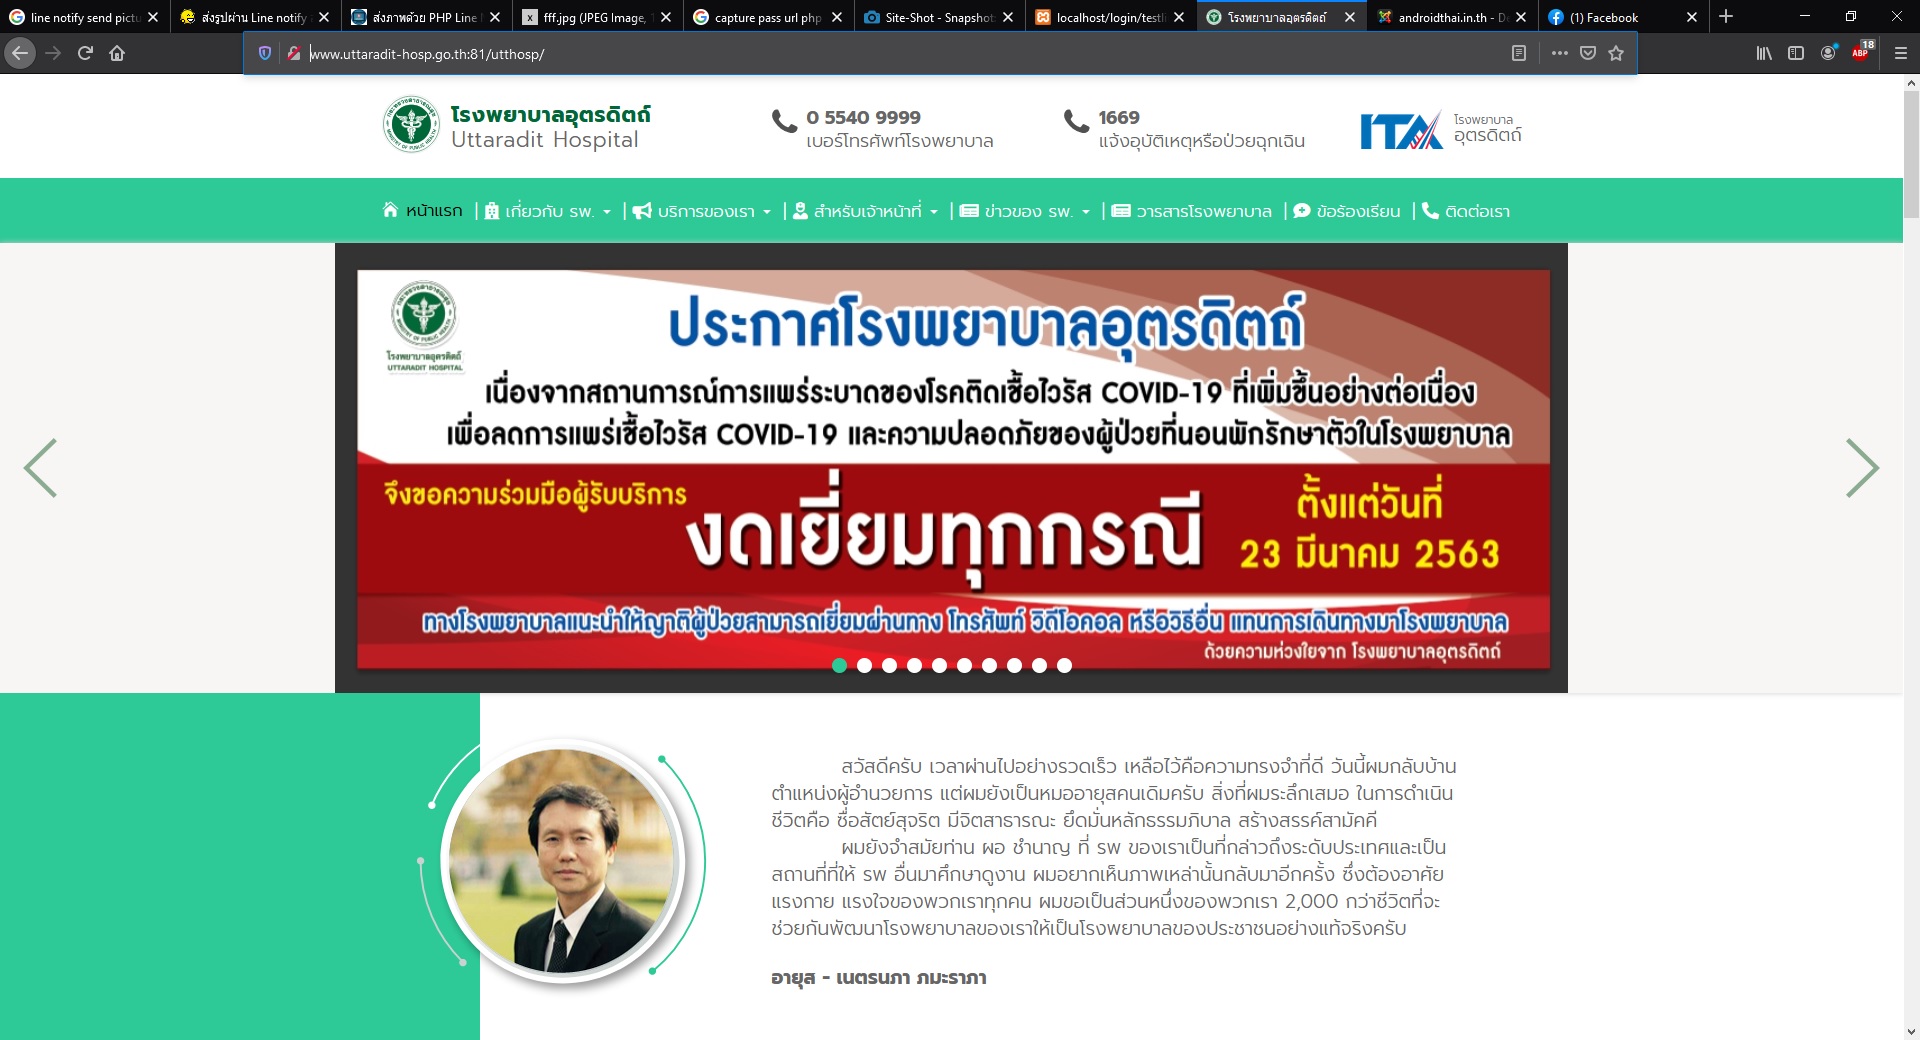 line notify send pictu
ส่งรูปผ่าน Line notify
ส่งภาพด้วย PHP Line
fff.jpg (JPEG Image, 1
capture pass url php
Site-Shot - Snapshot
localhost/login/testli
โรงพยาบาลอุตรดิตถ์
androidthai.in.th - De
(1) Facebook
www.uttaradit-hosp.go.th:81/utthosp/
ABP
18
โรงพยาบาลอุตรดิตถ์
Uttaradit Hospital
0 5540 9999
เบอร์โทรศัพท์โรงพยาบาล
1669
แจ้งอุบัติเหตุหรือป่วยฉุกเฉิน
ITA
โรงพยาบาล
อุตรดิตถ์
หน้าแรก | เกี่ยวกับ รพ. | บริการของเรา | สำหรับเจ้าหน้าที่ | ข่าวของ รพ. | วารสารโรงพยาบาล | ข้อร้องเรียน | ติดต่อเรา
โรงพยาบาลอุตรดิตถ์
UTTARADIT HOSPITAL
ประกาศโรงพยาบาลอุตรดิตถ์
เนื่องจากสถานการณ์การแพร่ระบาดของโรคติดเชื้อไวรัส COVID-19 ที่เพิ่มขึ้นอย่างต่อเนื่อง
เพื่อลดการแพร่เชื้อไวรัส COVID-19 และความปลอดภัยของผู้ป่วยที่นอนพักรักษาตัวในโรงพยาบาล
จึงขอความร่วมมือผู้รับบริการ
งดเยี่ยมทุกกรณี
ตั้งแต่วันที่
23 มีนาคม 2563
ทางโรงพยาบาลแนะนำให้ญาติผู้ป่วยสามารถเยี่ยมผ่านทาง โทรศัพท์ วิดีโอคอล หรือวิธีอื่น แทนการเดินทางมาโรงพยาบาล
ด้วยความห่วงใยจาก โรงพยาบาลอุตรดิตถ์
สวัสดีครับ เวลาผ่านไปอย่างรวดเร็ว เหลือไว้คือความทรงจำที่ดี วันนี้ผมกลับบ้าน
ตำแหน่งผู้อำนวยการ แต่ผมยังเป็นหมออายุสคนเดิมครับ สิ่งที่ผมระลึกเสมอ ในการดำเนิน
ชีวิตคือ ซื่อสัตย์สุจริต มีจิตสาธารณะ ยึดมั่นหลักธรรมภิบาล สร้างสรรค์สามัคคี
ผมยังจำสมัยท่าน ผอ ชำนาญ ที่ รพ ของเราเป็นที่กล่าวถึงระดับประเทศและเป็น
สถานที่ที่ให้ รพ อื่นมาศึกษาดูงาน ผมอยากเห็นภาพเหล่านั้นกลับมาอีกครั้ง ซึ่งต้องอาศัย
แรงกาย แรงใจของพวกเราทุกคน ผมขอเป็นส่วนหนึ่งของพวกเรา 2,000 กว่าชีวิตที่จะ
ช่วยกันพัฒนาโรงพยาบาลของเราให้เป็นโรงพยาบาลของประชาชนอย่างแท้จริงครับ
อายุส - เนตรนภา ภมะราภา